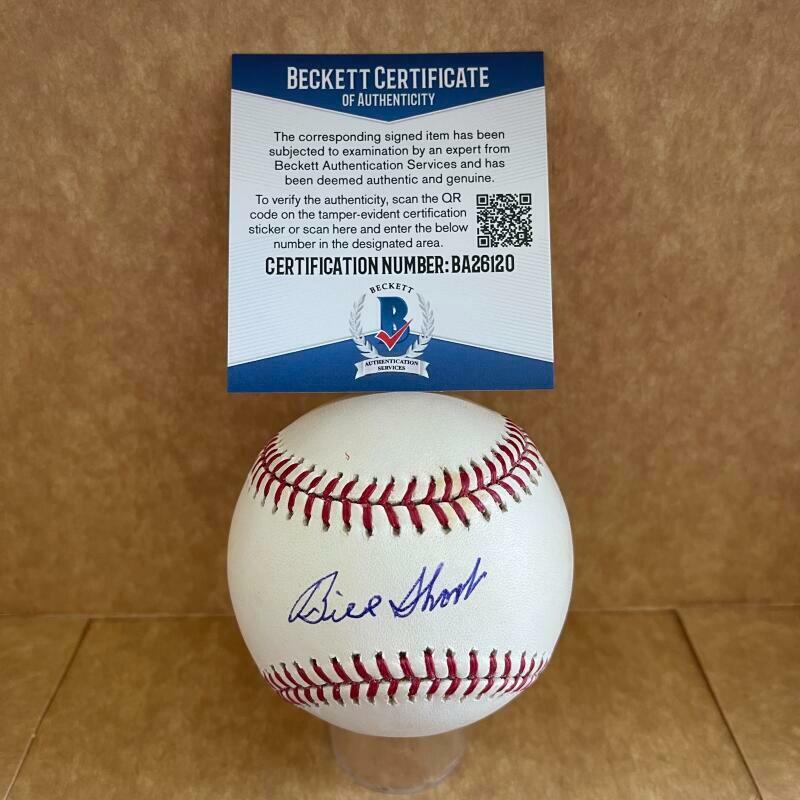 BECKETT CERTIFICATE
OF AUTHENTICITY
The corresponding signed item has been
subjected to examination by an expert from
Beckett Authentication Services and has
been deemed authentic and genuine.
To verify the authenticity, scan the QR
code on the tamper-evident certification
sticker or scan here and enter the below
number in the designated area.
CERTIFICATION NUMBER: BA26120
BECKETT
B
AUTHENTICATION
SERVICES
Bill Short